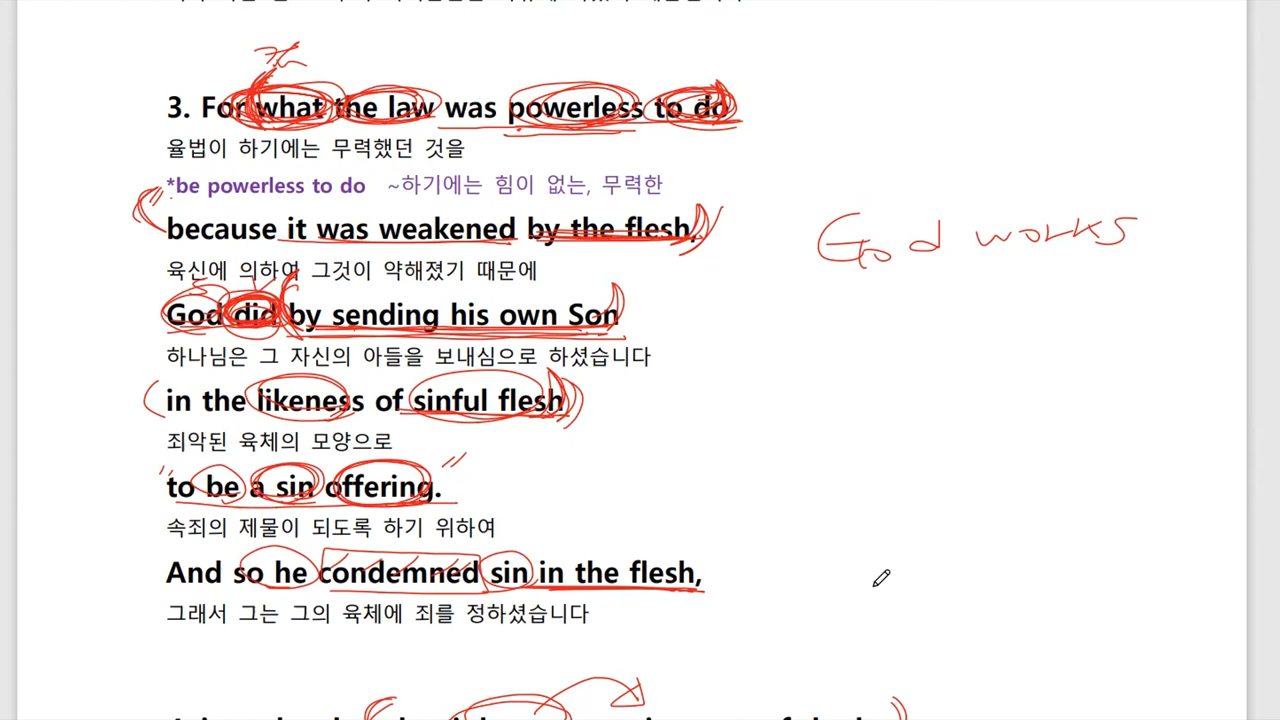 3. For what the law was powerless to do
율법이 하기에는 무력했던 것을
*be powerless to do ~하기에는 힘이 없는, 무력한
because it was weakened by the flesh,
육신에 의하여 그것이 약해졌기 때문에
God works
God did by sending his own Son
하나님은 그 자신의 아들을 보내심으로 하셨습니다
in the likeness of sinful flesh
죄악된 육체의 모양으로
to be a sin offering.
속죄의 제물이 되도록 하기 위하여
And so he condemned sin in the flesh,
그래서 그는 그의 육체에 죄를 정하셨습니다